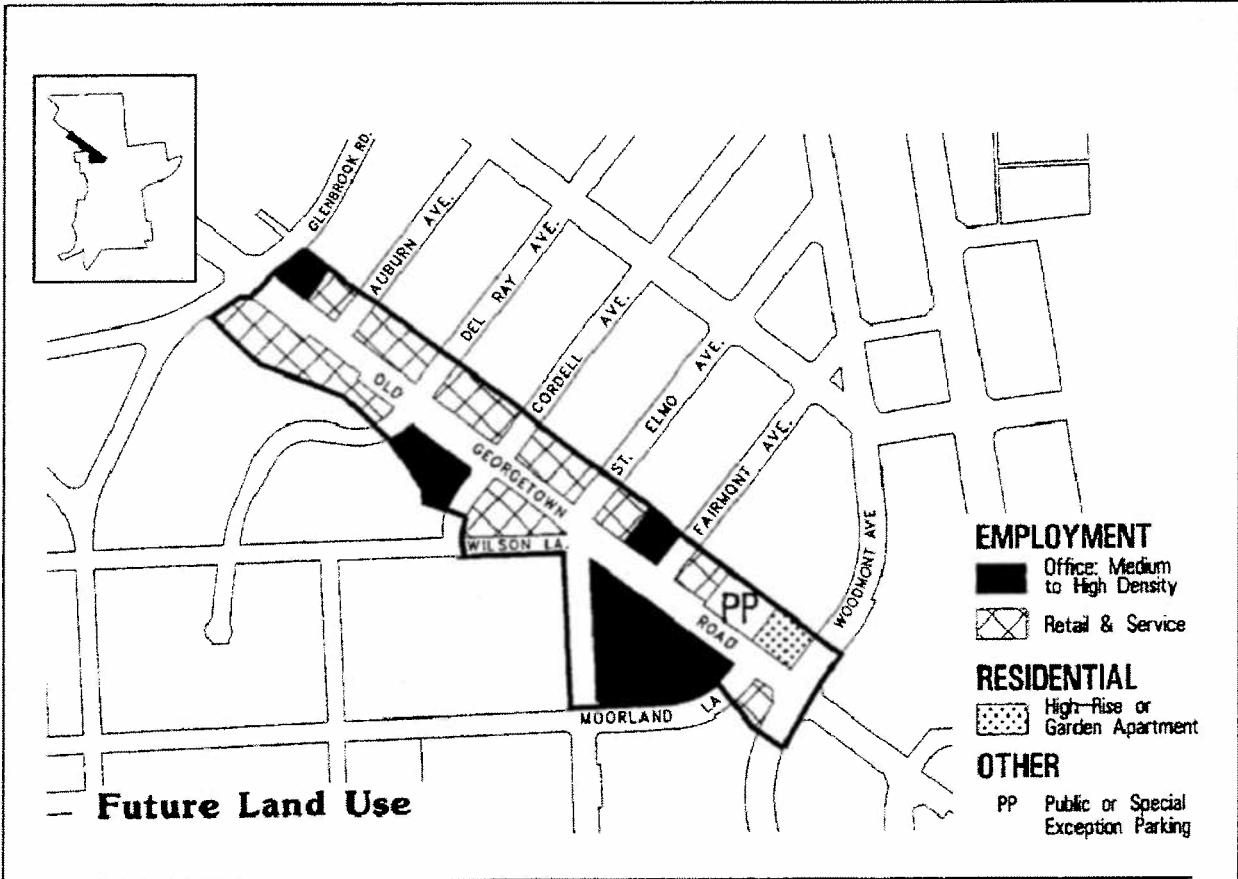 GLENBROOK RD.
AUBURN AVE.
DEL RAY AVE.
CORDELL AVE.
ST. ELMO AVE.
FAIRMONT AVE.
WOODMONT AVE
OLD GEORGETOWN ROAD
WILSON LA.
MOORLAND LA
PP
EMPLOYMENT
Office: Medium
to High Density
Retail & Service
RESIDENTIAL
High-Rise or
Garden Apartment
OTHER
PP Public or Special
Exception Parking
Future Land Use